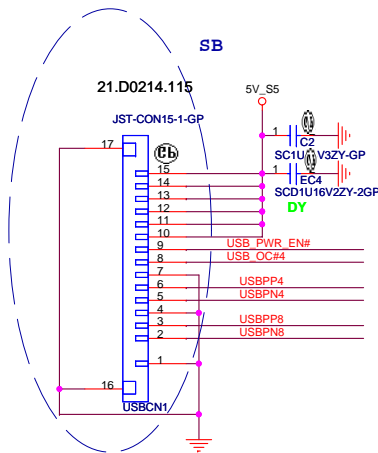 SB
21.D0214.115
5V_S5
JST-CON15-1-GP
17
1
C2
SC1U
V3ZY-GP
15
1
EC4
SCD1U16V2ZY-2GP
14
DY
13
12
11
10
9
USB_PWR_EN#
8
USB_OC#4
7
6
USBPP4
5
USBPN4
4
3
USBPP8
2
USBPN8
1
16
USBCN1